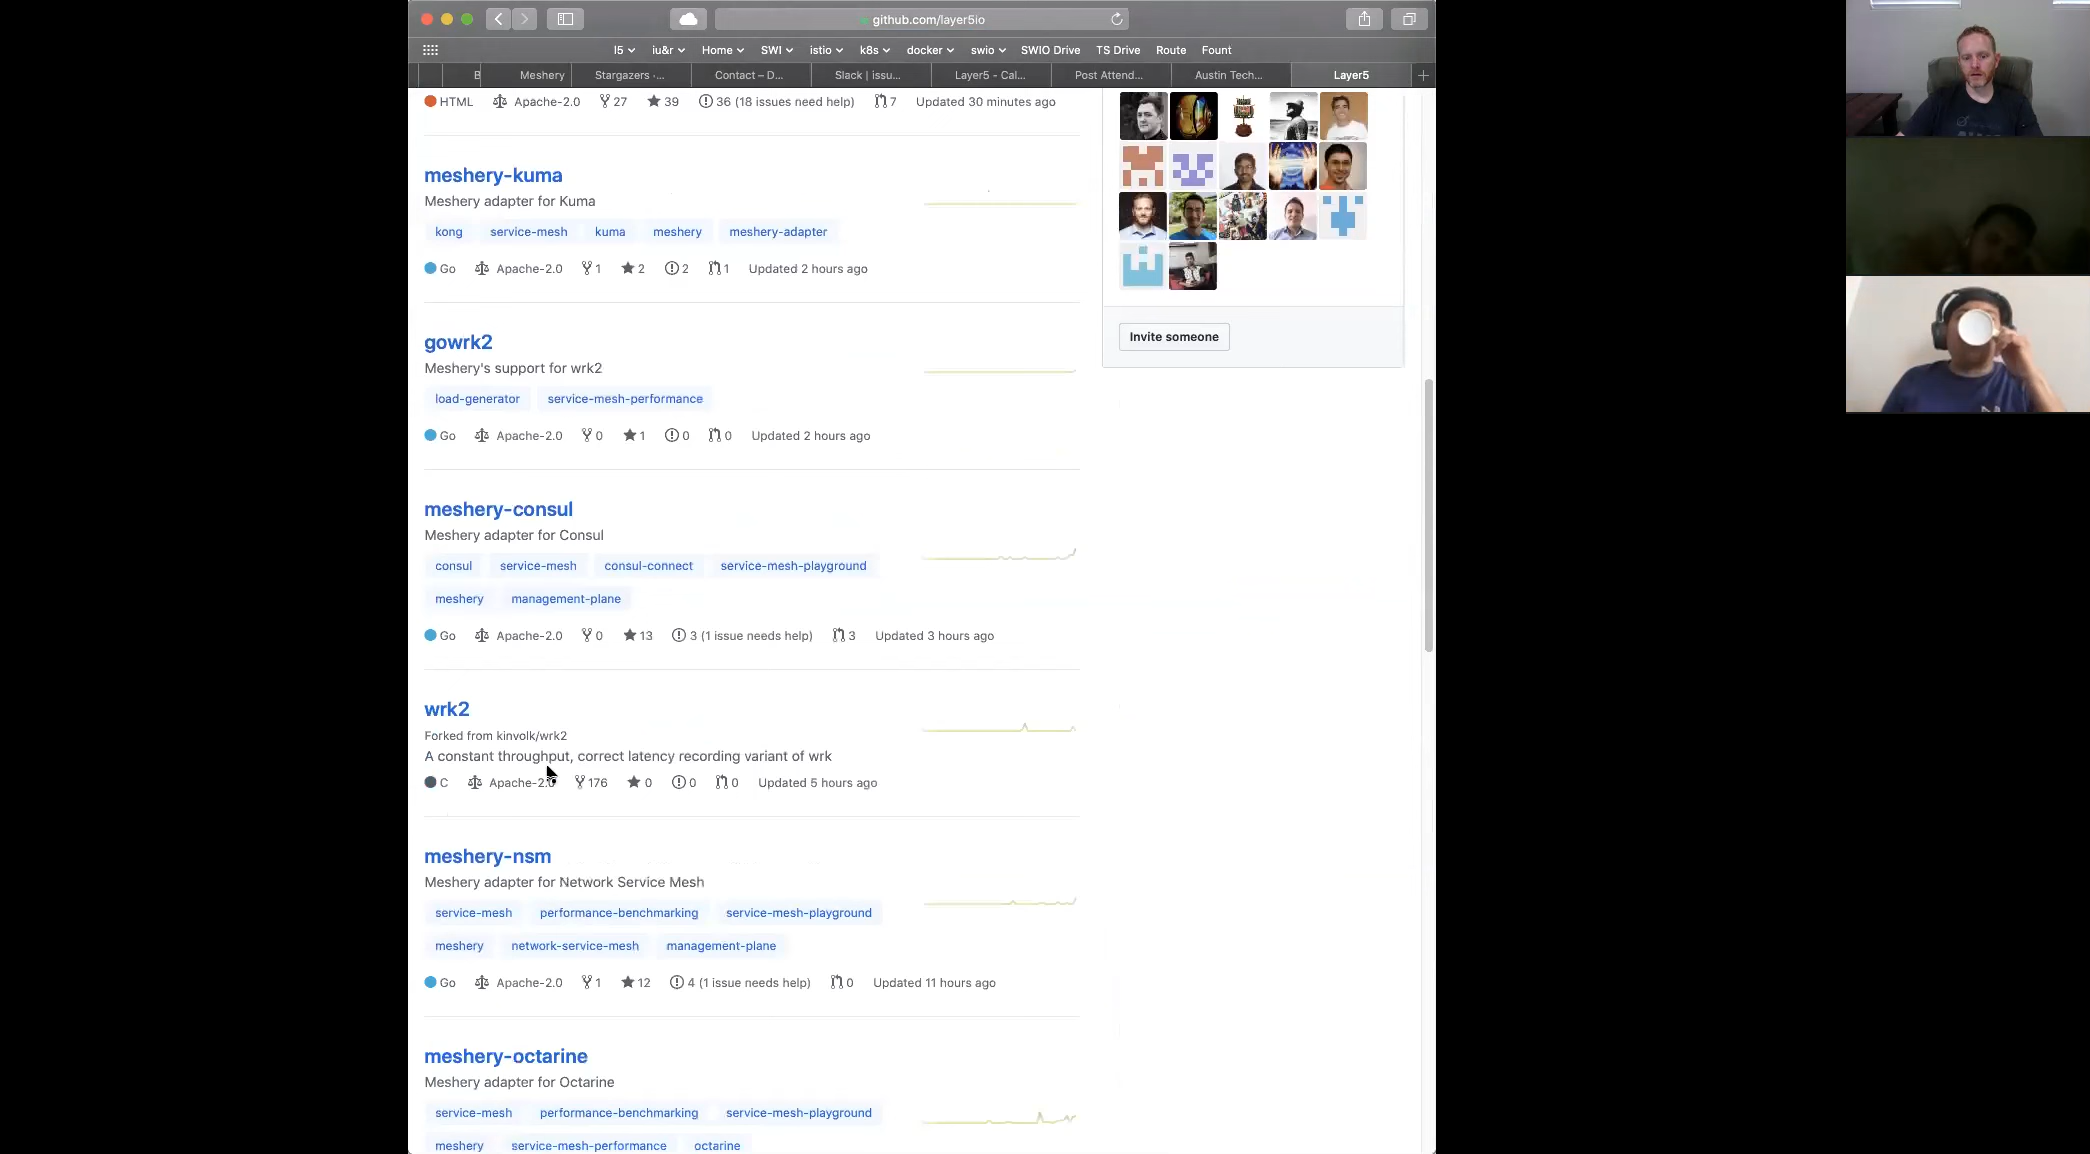 github.com/layer5io
l5 iu&r Home SWI istio k8s docker swio SWIO Drive TS Drive Route Fount
B Meshery Stargazers ·... Contact – D... Slack | issu... Layer5 - Cal... Post Attend... Austin Tech... Layer5
HTML Apache-2.0 27 39 36 (18 issues need help) 7 Updated 30 minutes ago
meshery-kuma
Meshery adapter for Kuma
kong service-mesh kuma meshery meshery-adapter
Go Apache-2.0 1 2 2 1 Updated 2 hours ago
Invite someone
gowrk2
Meshery's support for wrk2
load-generator service-mesh-performance
Go Apache-2.0 0 1 0 0 Updated 2 hours ago
meshery-consul
Meshery adapter for Consul
consul service-mesh consul-connect service-mesh-playground
meshery management-plane
Go Apache-2.0 0 13 3 (1 issue needs help) 3 Updated 3 hours ago
wrk2
Forked from kinvolk/wrk2
A constant throughput, correct latency recording variant of wrk
C Apache-2.0 176 0 0 0 Updated 5 hours ago
meshery-nsm
Meshery adapter for Network Service Mesh
service-mesh performance-benchmarking service-mesh-playground
meshery network-service-mesh management-plane
Go Apache-2.0 1 12 4 (1 issue needs help) 0 Updated 11 hours ago
meshery-octarine
Meshery adapter for Octarine
service-mesh performance-benchmarking service-mesh-playground
meshery service-mesh-performance octarine